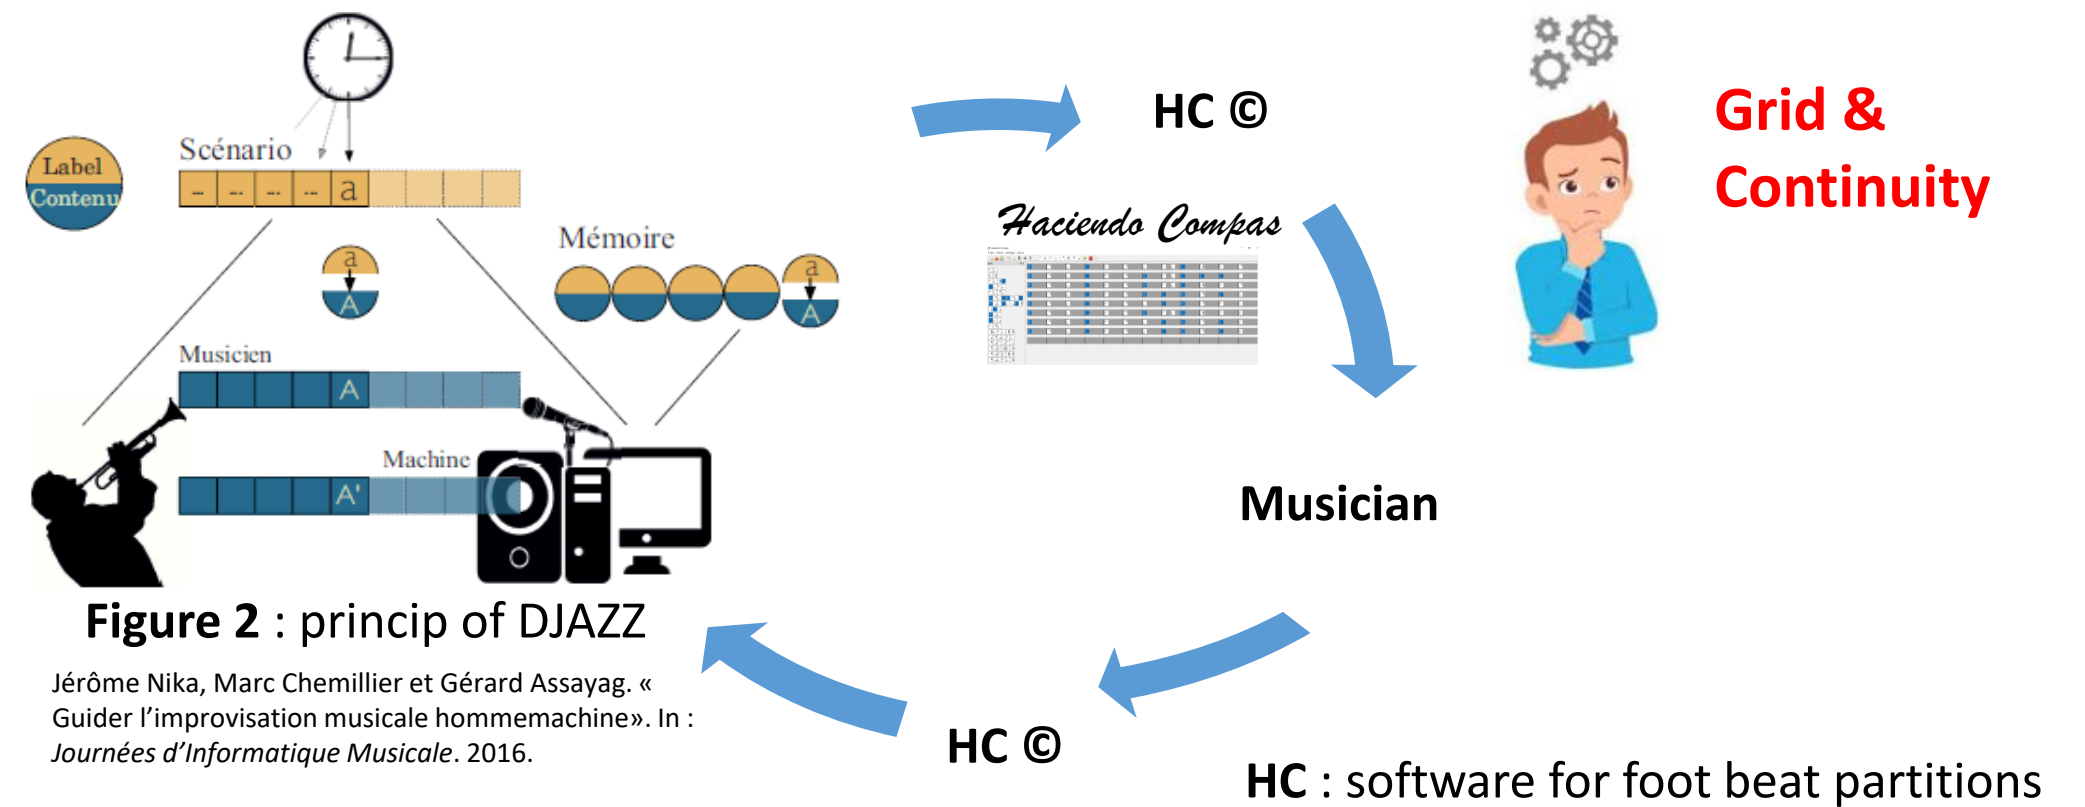 Label
Contenu
Scénario
... ... ... ... a
a
A
Mémoire
a
A
Musicien
A
Machine
A'
Figure 2 : princip of DJAZZ
Jérôme Nika, Marc Chemillier et Gérard Assayag. «
Guider l’improvisation musicale hommemachine». In :
Journées d’Informatique Musicale. 2016.
HC ©
Haciendo Compas
Musician
HC ©
Grid &
Continuity
HC : software for foot beat partitions